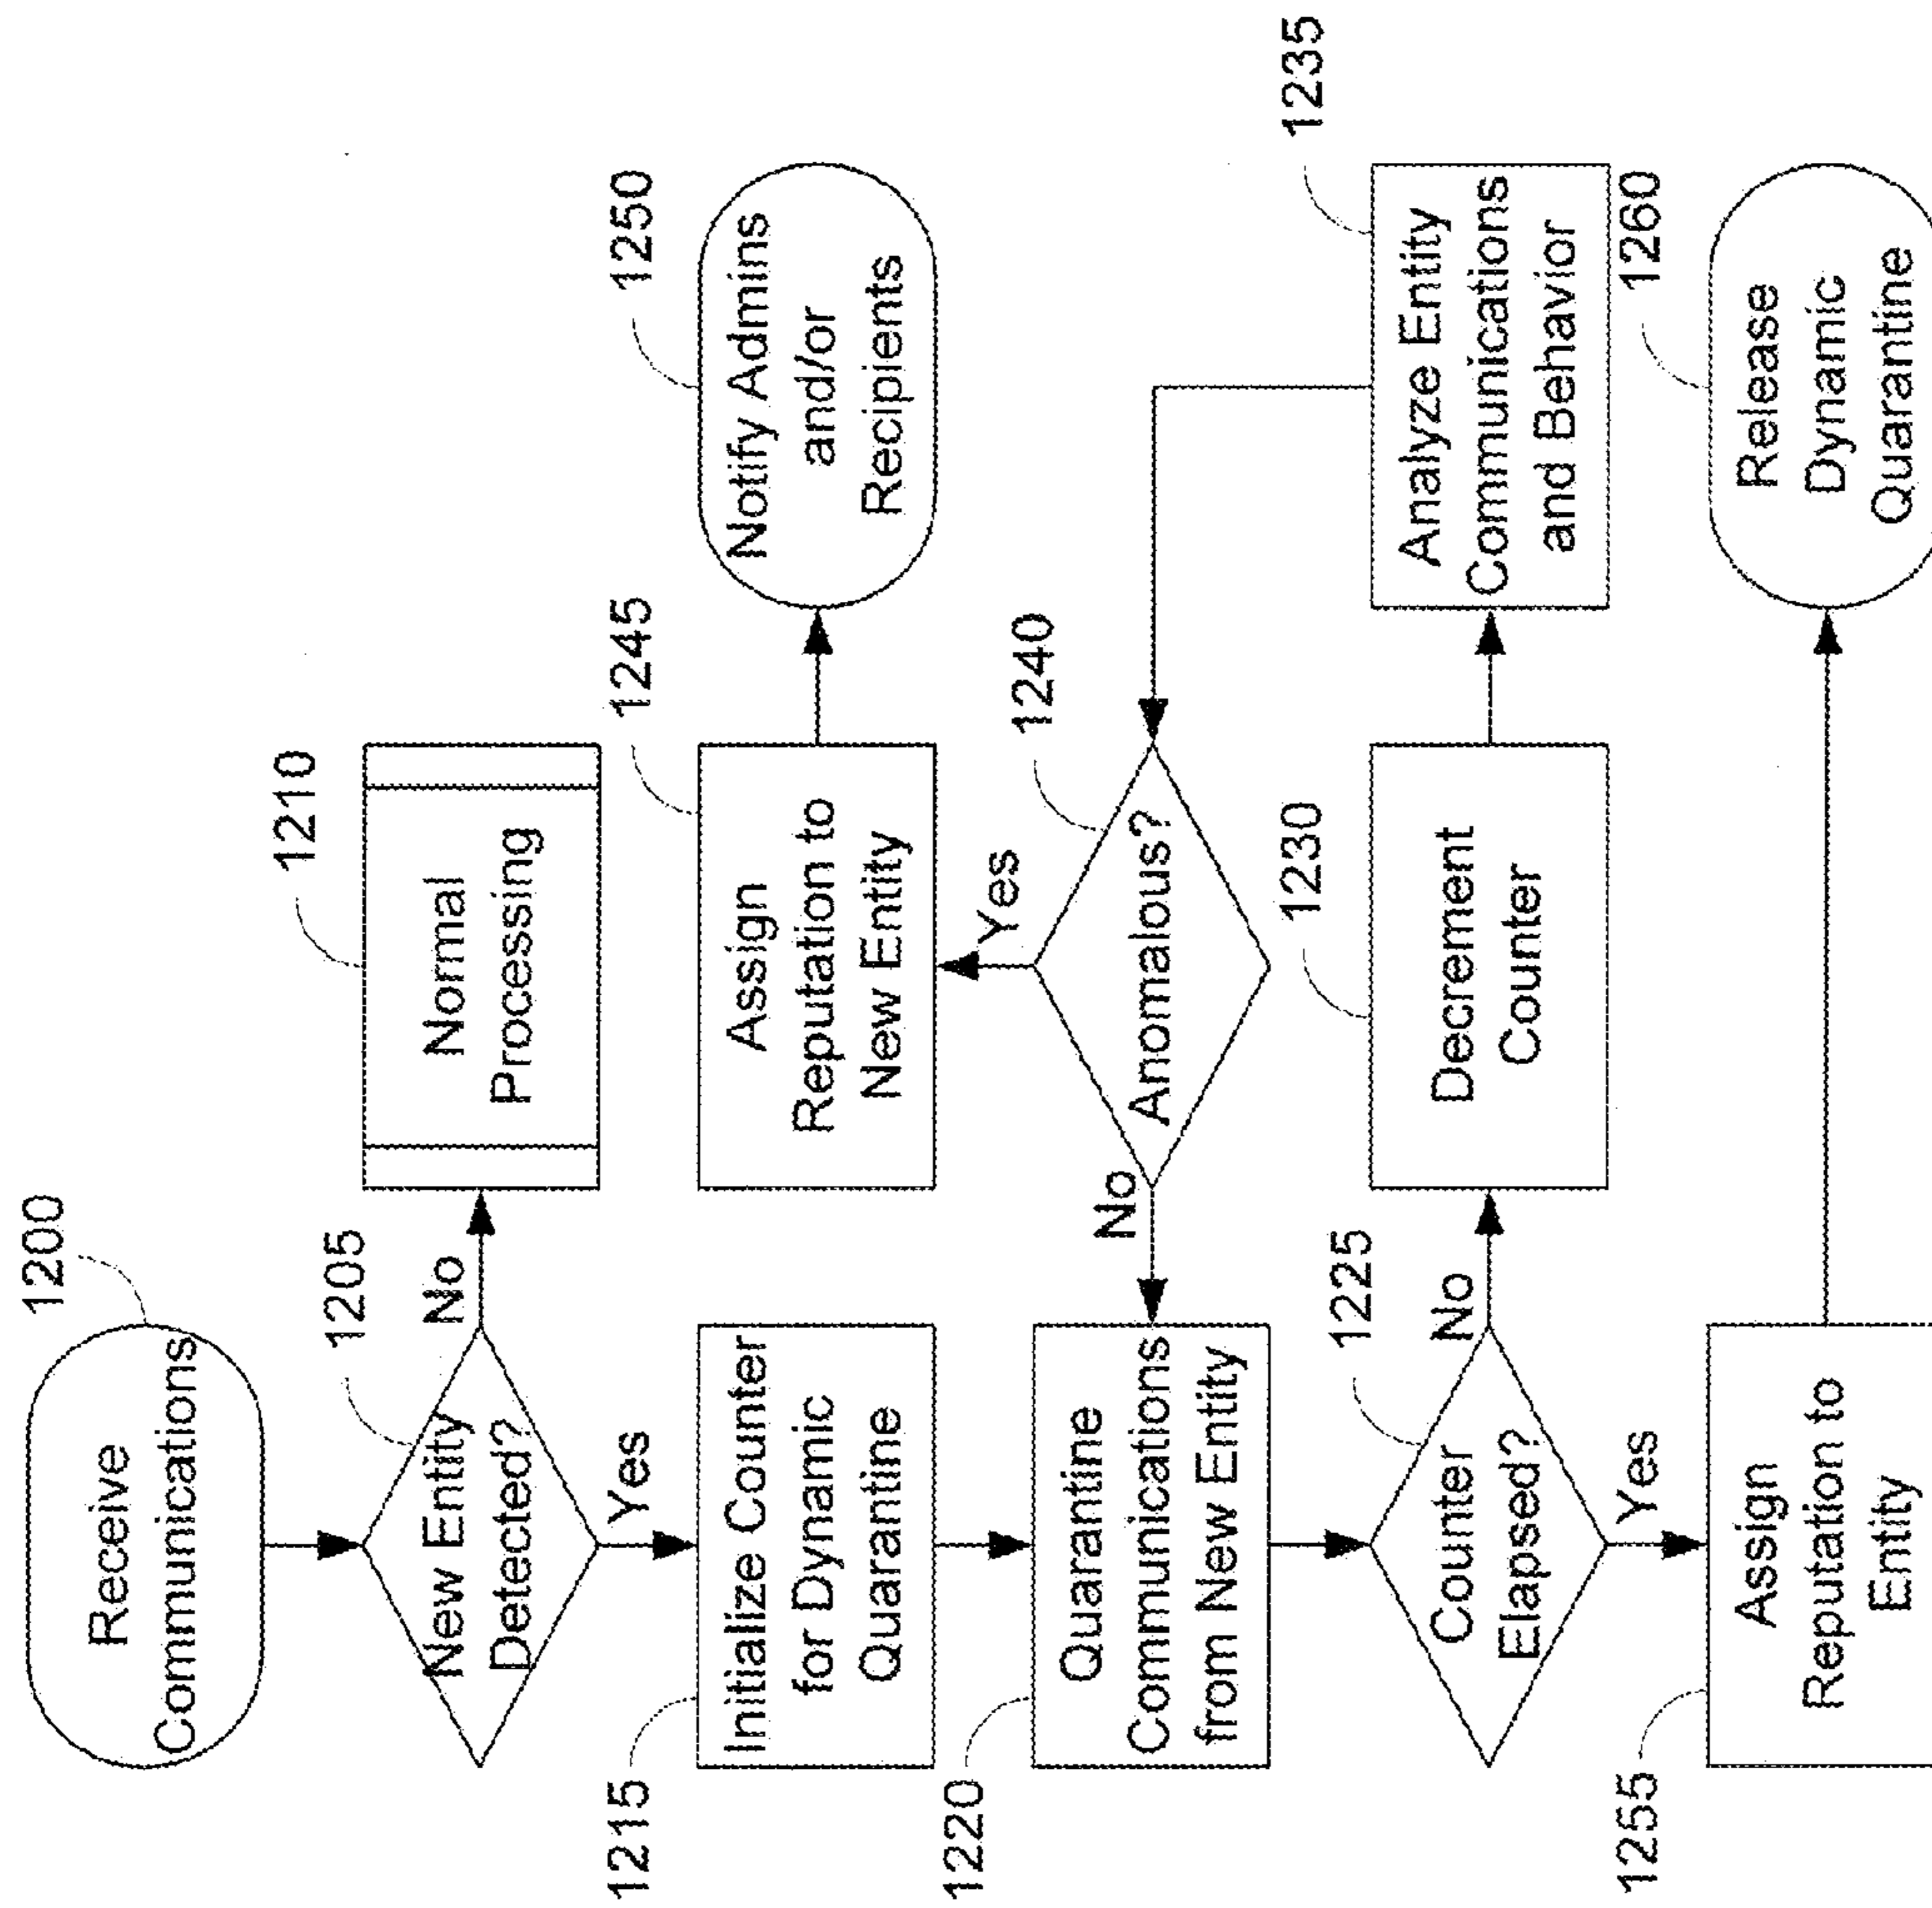 1200
Receive
Communications
1205
New Entity
Detected?
No
1210
Normal
Processing
Yes
1215
Initialize Counter
for Dynamic
Quarantine
1245
Assign
Reputation to
New Entity
1250
Notify Admins
and/or
Recipients
Yes
1220
Quarantine
Communications
from New Entity
No
1240
Anomalous?
1225
Counter
Elapsed?
No
1230
Decrement
Counter
1235
Analyze Entity
Communications
and Behavior
Yes
1255
Assign
Reputation to
Entity
1260
Release
Dynamic
Quarantine